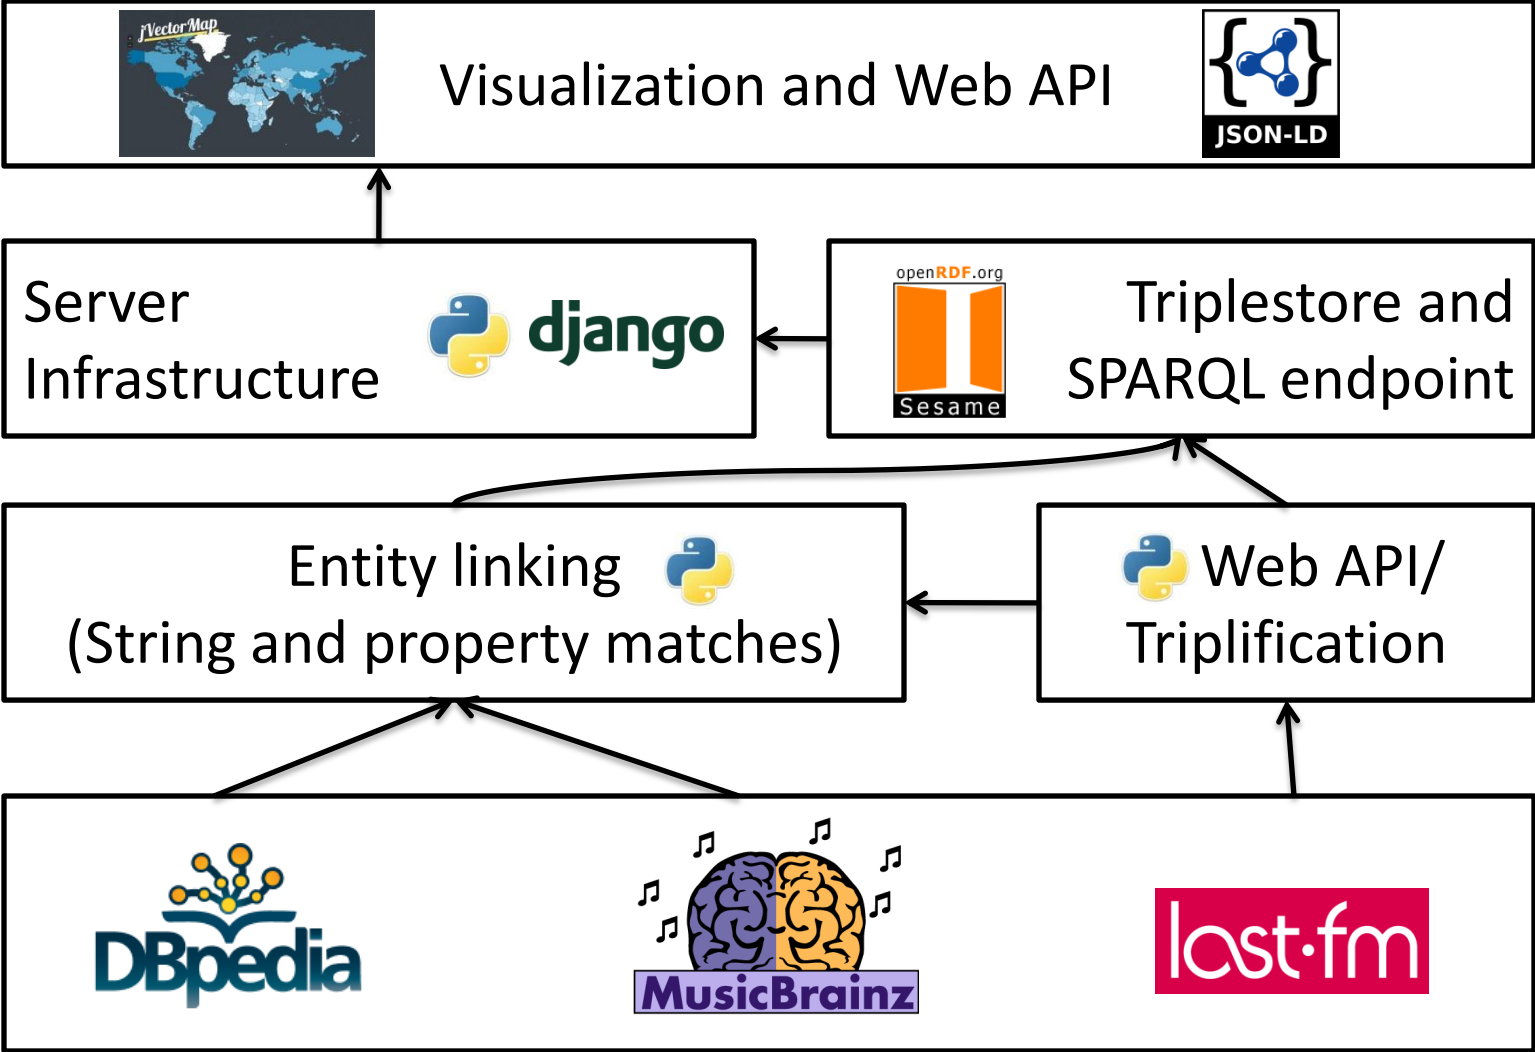 jVectorMap
Visualization and Web API
JSON-LD
Server
Infrastructure
django
openRDF.org
Sesame
Triplestore and
SPARQL endpoint
Entity linking
(String and property matches)
Web API/
Triplification
DBpedia
MusicBrainz
last.fm